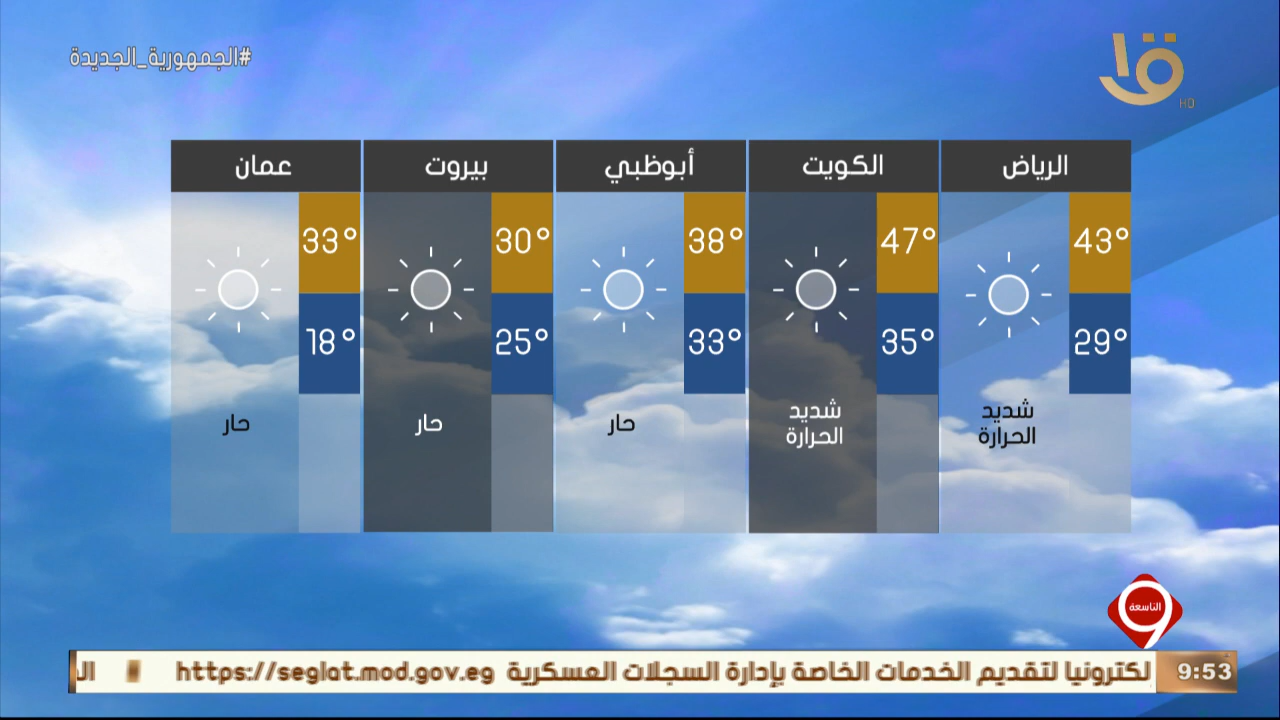 #الجمهورية_الجديدة
HD
الرياض
43°
29°
شديد
الحرارة
الكويت
47°
35°
شديد
الحرارة
أبوظبي
38°
33°
حار
بيروت
30°
25°
حار
عمان
33°
18°
حار
التاسعة
9
9:53
لكترونيا لتقديم الخدمات الخاصة بإدارة السجلات العسكرية https://seglat.mod.gov.eg